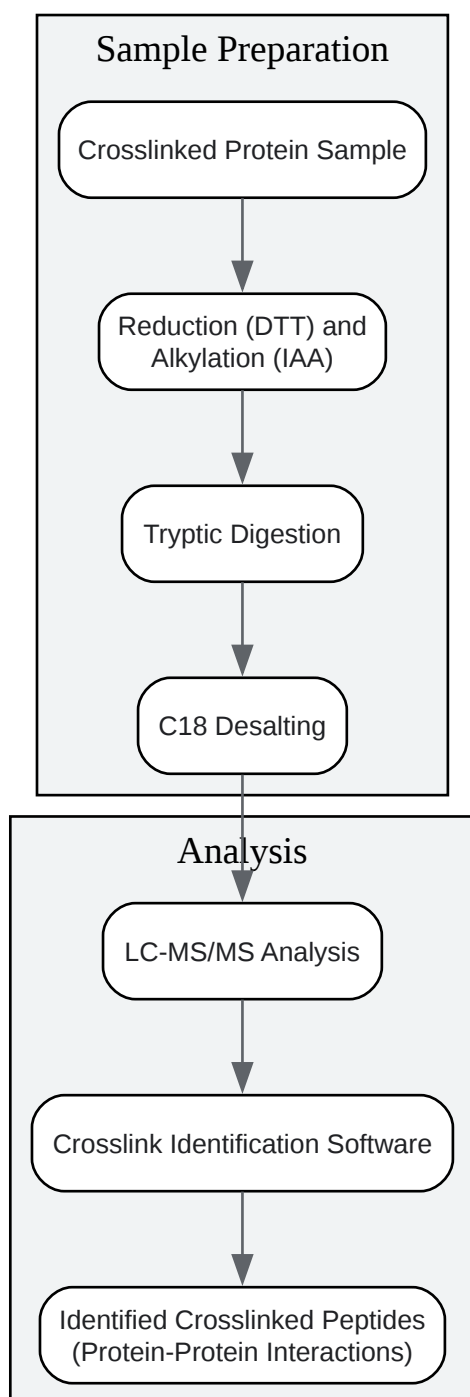 Sample Preparation
Crosslinked Protein Sample
Reduction (DTT) and
Alkylation (IAA)
Tryptic Digestion
C18 Desalting
Analysis
LC-MS/MS Analysis
Crosslink Identification Software
Identified Crosslinked Peptides
(Protein-Protein Interactions)